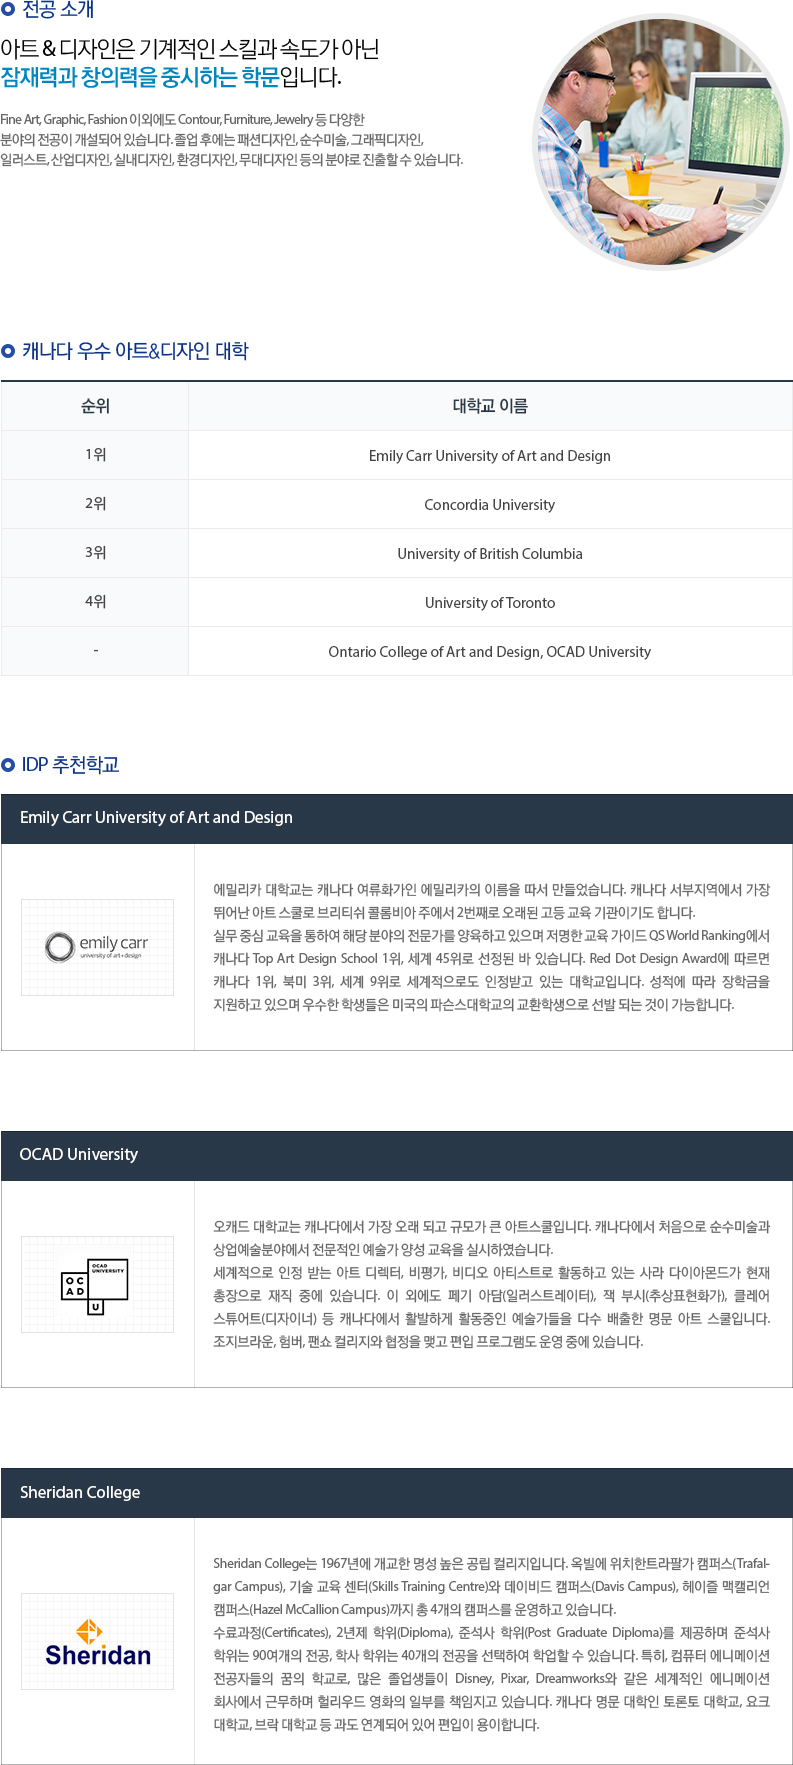 전공 소개
아트 & 디자인은 기계적인 스킬과 속도가 아닌
잠재력과 창의력을 중시하는 학문입니다.
Fine Art, Graphic, Fashion 이외에도 Contour, Furniture, Jewelry 등 다양한
분야의 전공이 개설되어 있습니다. 졸업 후에는 패션디자인, 순수미술, 그래픽디자인,
일러스트, 산업디자인, 실내디자인, 환경디자인, 무대디자인 등의 분야로 진출할 수 있습니다.
캐나다 우수 아트&디자인 대학
순위 대학교 이름
1위 Emily Carr University of Art and Design
2위 Concordia University
3위 University of British Columbia
4위 University of Toronto
- Ontario College of Art and Design, OCAD University
IDP 추천학교
Emily Carr University of Art and Design
emily carr
university of art+design
에밀리카 대학교는 캐나다 여류화가인 에밀리카의 이름을 따서 만들었습니다. 캐나다 서부지역에서 가장
뛰어난 아트 스쿨로 브리티쉬 콜롬비아 주에서 2번째로 오래된 고등 교육 기관이기도 합니다.
실무 중심 교육을 통하여 해당 분야의 전문가를 양육하고 있으며 저명한 교육 가이드 QS World Ranking에서
캐나다 Top Art Design School 1위, 세계 45위로 선정된 바 있습니다. Red Dot Design Award에 따르면
캐나다 1위, 북미 3위, 세계 9위로 세계적으로도 인정받고 있는 대학교입니다. 성적에 따라 장학금을
지원하고 있으며 우수한 학생들은 미국의 파슨스대학교의 교환학생으로 선발 되는 것이 가능합니다.
OCAD University
OCAD
UNIVERSITY
O C
A D
U
오캐드 대학교는 캐나다에서 가장 오래 되고 규모가 큰 아트스쿨입니다. 캐나다에서 처음으로 순수미술과
상업예술분야에서 전문적인 예술가 양성 교육을 실시하였습니다.
세계적으로 인정 받는 아트 디렉터, 비평가, 비디오 아티스트로 활동하고 있는 사라 다이아몬드가 현재
총장으로 재직 중에 있습니다. 이 외에도 페기 아담(일러스트레이터), 잭 부시(추상표현화가), 클레어
스튜어트(디자이너) 등 캐나다에서 활발하게 활동중인 예술가들을 다수 배출한 명문 아트 스쿨입니다.
조지브라운, 험버, 팬쇼 컬리지와 협정을 맺고 편입 프로그램도 운영 중에 있습니다.
Sheridan College
Sheridan
Sheridan College는 1967년에 개교한 명성 높은 공립 컬리지입니다. 옥빌에 위치한트라팔가 캠퍼스(Trafal-
gar Campus), 기술 교육 센터(Skills Training Centre)와 데이비드 캠퍼스(Davis Campus), 헤이즐 맥캘리언
캠퍼스(Hazel McCallion Campus)까지 총 4개의 캠퍼스를 운영하고 있습니다.
수료과정(Certificates), 2년제 학위(Diploma), 준석사 학위(Post Graduate Diploma)를 제공하며 준석사
학위는 90여개의 전공, 학사 학위는 40개의 전공을 선택하여 학업할 수 있습니다. 특히, 컴퓨터 에니메이션
전공자들의 꿈의 학교로, 많은 졸업생들이 Disney, Pixar, Dreamworks와 같은 세계적인 에니메이션
회사에서 근무하며 헐리우드 영화의 일부를 책임지고 있습니다. 캐나다 명문 대학인 토론토 대학교, 요크
대학교, 브락 대학교 등 과도 연계되어 있어 편입이 용이합니다.